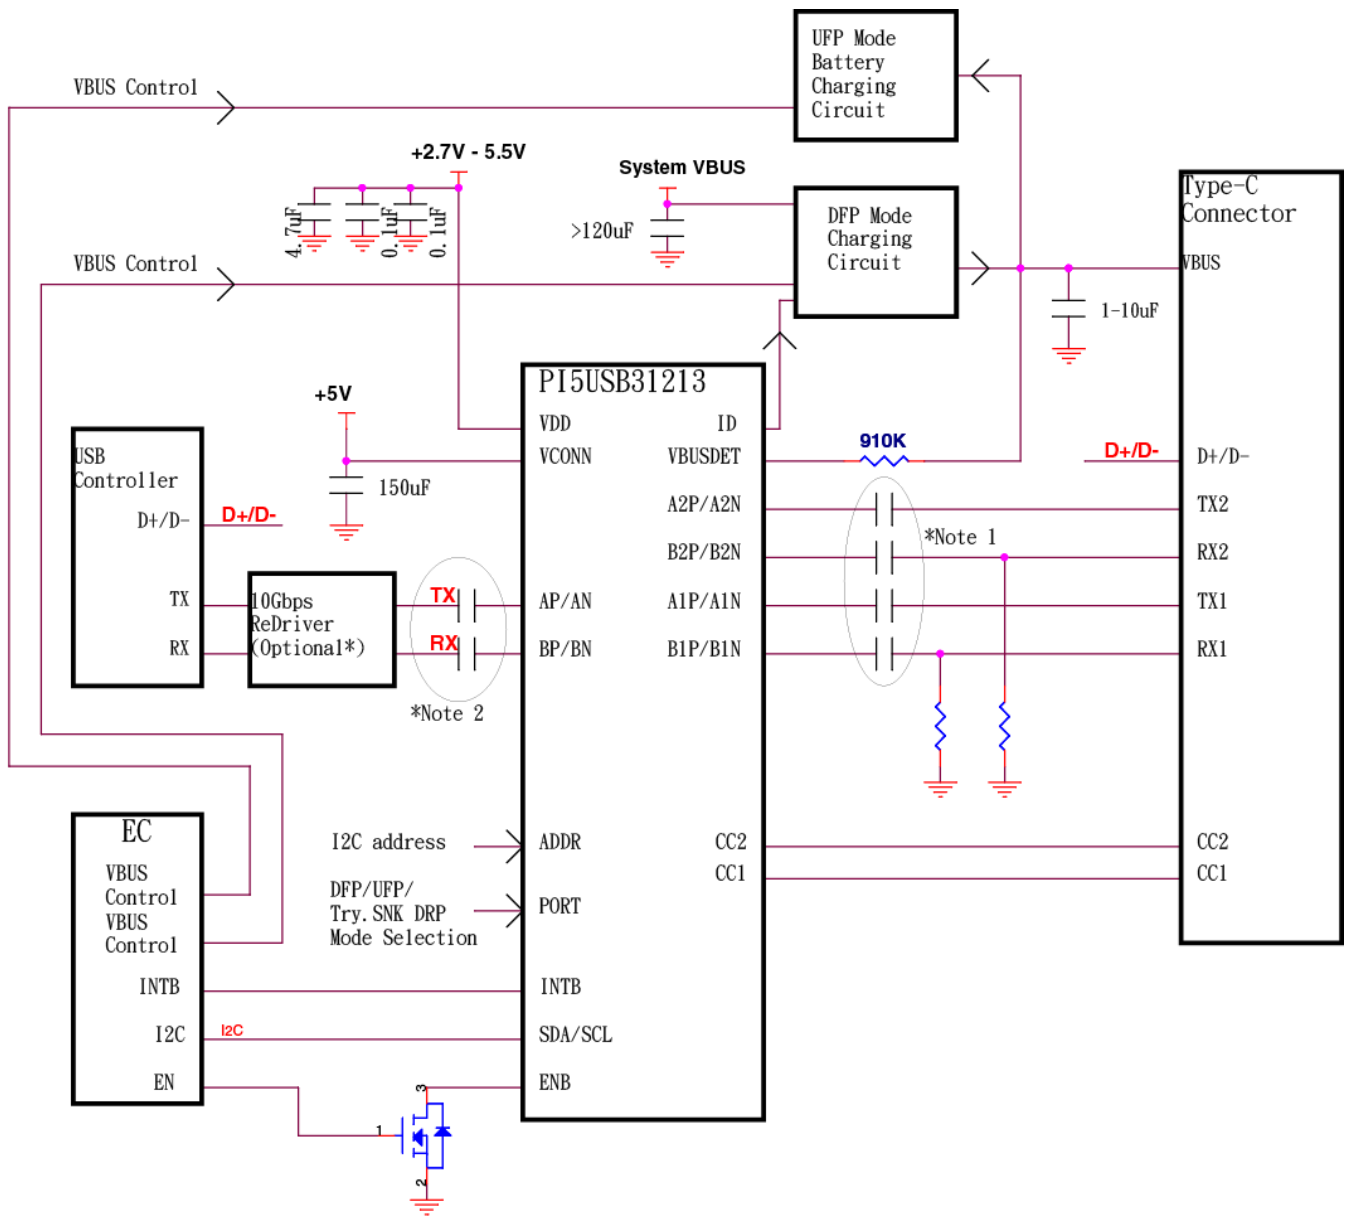 UFP Mode
Battery
Charging
Circuit
VBUS Control
+2.7V - 5.5V
System VBUS
4.7uF
0.1uF
0.1uF
>120uF
DFP Mode
Charging
Circuit
Type-C
Connector
VBUS
VBUS Control
1-10uF
PI5USB31213
+5V
VDD
ID
VCONN
VBUSDET
910K
150uF
USB
Controller
D+/D-
D+/D-
D+/D-
D+/D-
A2P/A2N
TX2
*Note 1
B2P/B2N
RX2
TX
10Gbps
ReDriver
(Optional*)
TX
AP/AN
A1P/A1N
TX1
RX
RX
BP/BN
B1P/B1N
RX1
*Note 2
EC
VBUS
Control
VBUS
Control
I2C address
ADDR
CC2
CC2
CC1
CC1
DFP/UFP/
Try.SNK DRP
Mode Selection
PORT
INTB
INTB
I2C
I2C
SDA/SCL
EN
ENB
3
1
2